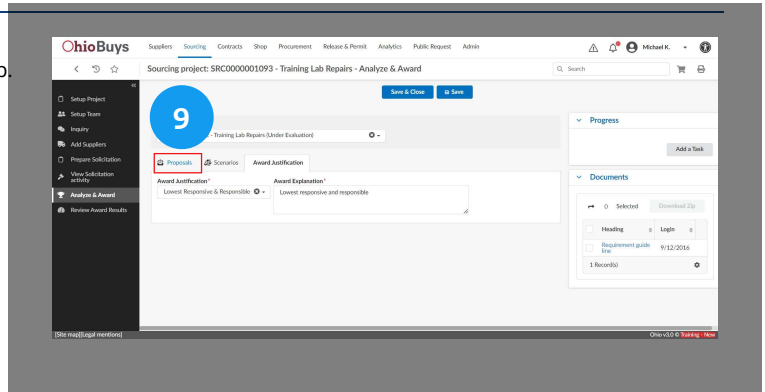 o.
OhioBuys
Suppliers Sourcing Contracts Shop Procurement Release & Permit Analytics Public Request Admin
Michael K.
Sourcing project: SRC0000001093 - Training Lab Repairs - Analyze & Award
Search
Save & Close Save
Setup Project
Setup Team
Inquiry
Add Suppliers
Prepare Solicitation
View Solicitation
activity
Analyze & Award
Review Award Results
9
- Training Lab Repairs (Under Evaluation)
Proposals Scenarios Award Justification
Award Justification* Award Explanation*
Lowest Responsive & Responsible Lowest responsive and responsible
Progress
Add a Task
Documents
0 Selected Download Zip
Heading Login
Requirement guide
line 9/12/2016
1 Record(s)
[Site map][Legal mentions] Ohio v3.0 © Training - New